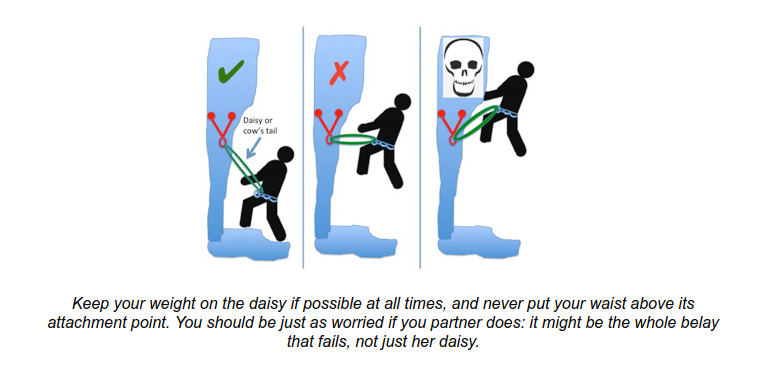 Daisy or
cow's tail
Keep your weight on the daisy if possible at all times, and never put your waist above its
attachment point. You should be just as worried if you partner does: it might be the whole belay
that fails, not just her daisy.